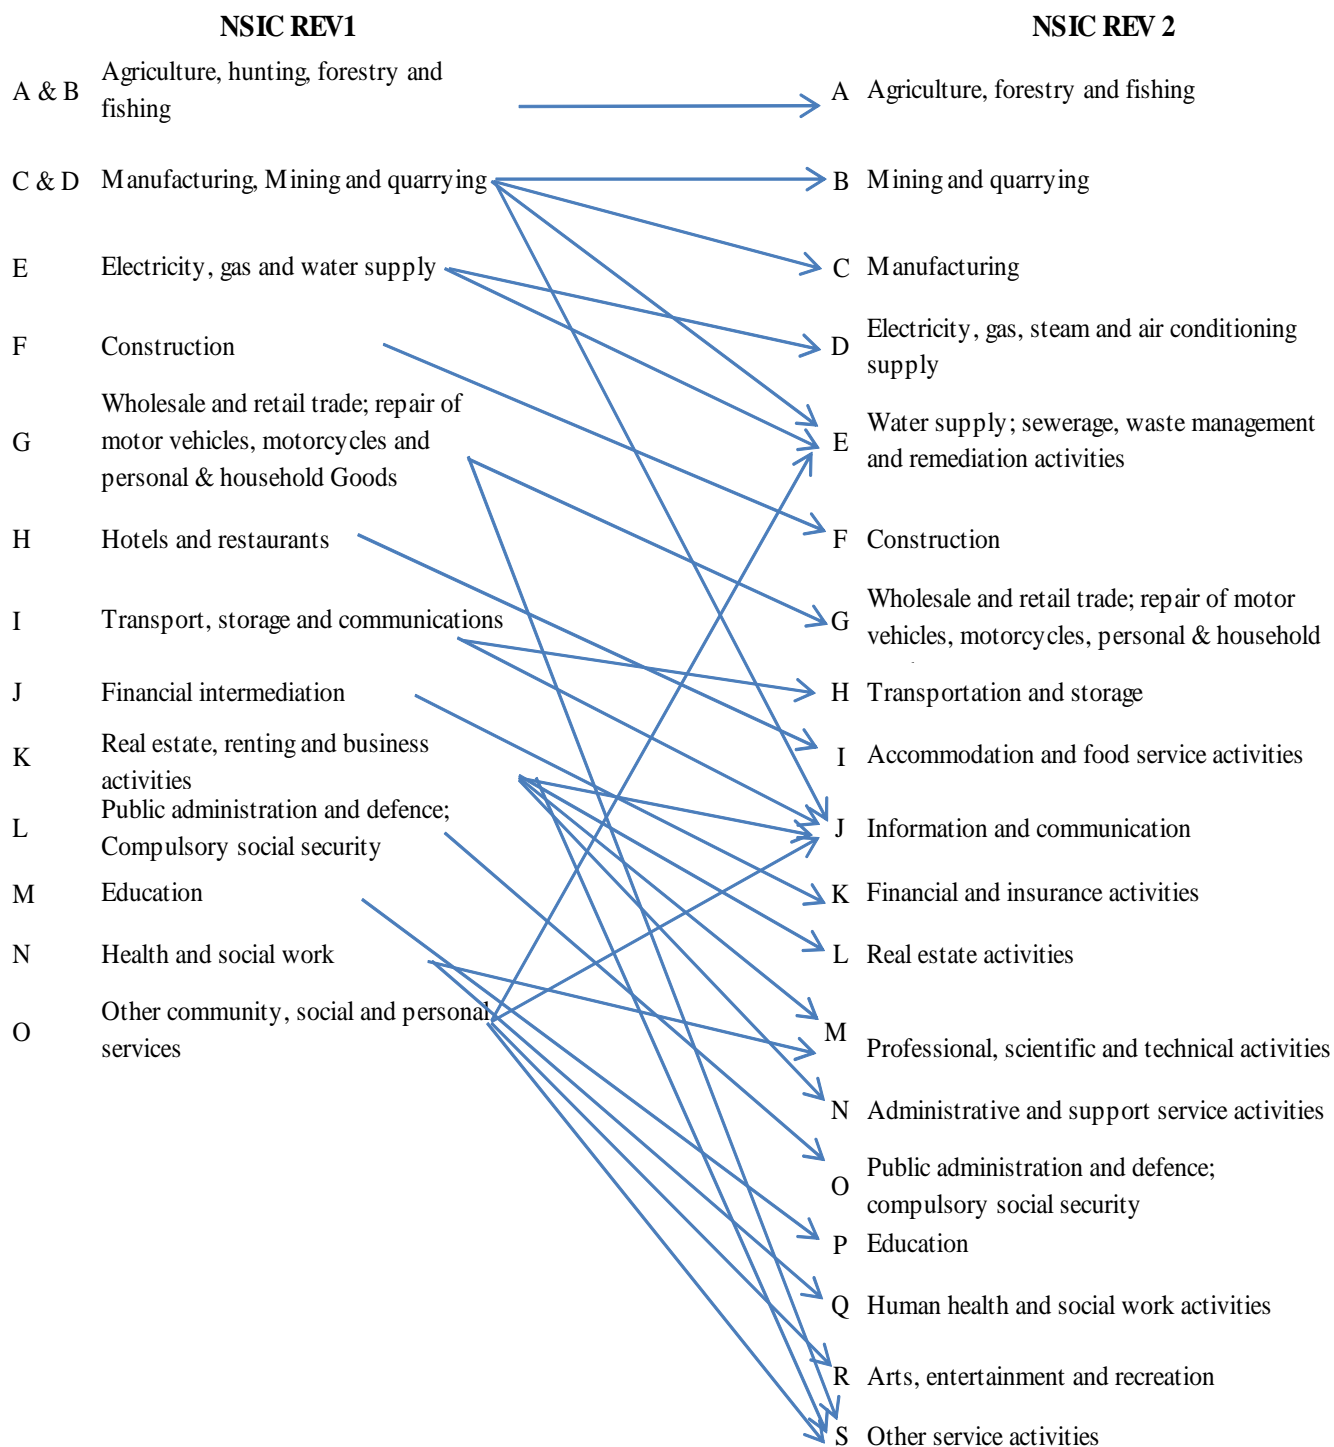 NSIC REV1
NSIC REV 2
A & B
Agriculture, hunting, forestry and
fishing
A
Agriculture, forestry and fishing
C & D
Manufacturing, Mining and quarrying
B
Mining and quarrying
E
Electricity, gas and water supply
C
Manufacturing
F
Construction
D
Electricity, gas, steam and air conditioning
supply
G
Wholesale and retail trade; repair of
motor vehicles, motorcycles and
personal & household Goods
E
Water supply; sewerage, waste management
and remediation activities
H
Hotels and restaurants
F
Construction
I
Transport, storage and communications
G
Wholesale and retail trade; repair of motor
vehicles, motorcycles, personal & household
J
Financial intermediation
H
Transportation and storage
K
Real estate, renting and business
activities
I
Accommodation and food service activities
L
Public administration and defence;
Compulsory social security
J
Information and communication
M
Education
K
Financial and insurance activities
N
Health and social work
L
Real estate activities
O
Other community, social and personal
services
M
Professional, scientific and technical activities
N
Administrative and support service activities
O
Public administration and defence;
compulsory social security
P
Education
Q
Human health and social work activities
R
Arts, entertainment and recreation
S
Other service activities